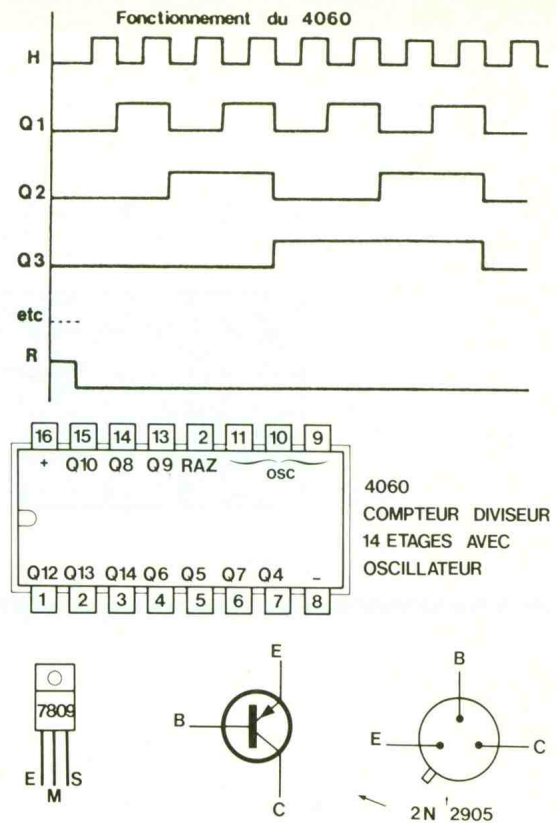 Fonctionnement du 4060
H
Q1
Q2
Q3
etc
R
16 15 14 13 2 11 10 9
+ Q10 Q8 Q9 RAZ OSC
4060
COMPTEUR DIVISEUR
14 ETAGES AVEC
OSCILLATEUR
Q12 Q13 Q14 Q6 Q5 Q7 Q4 –
1 2 3 4 5 6 7 8
7809
E M S
E
B
C
B
E
C
2N 2905